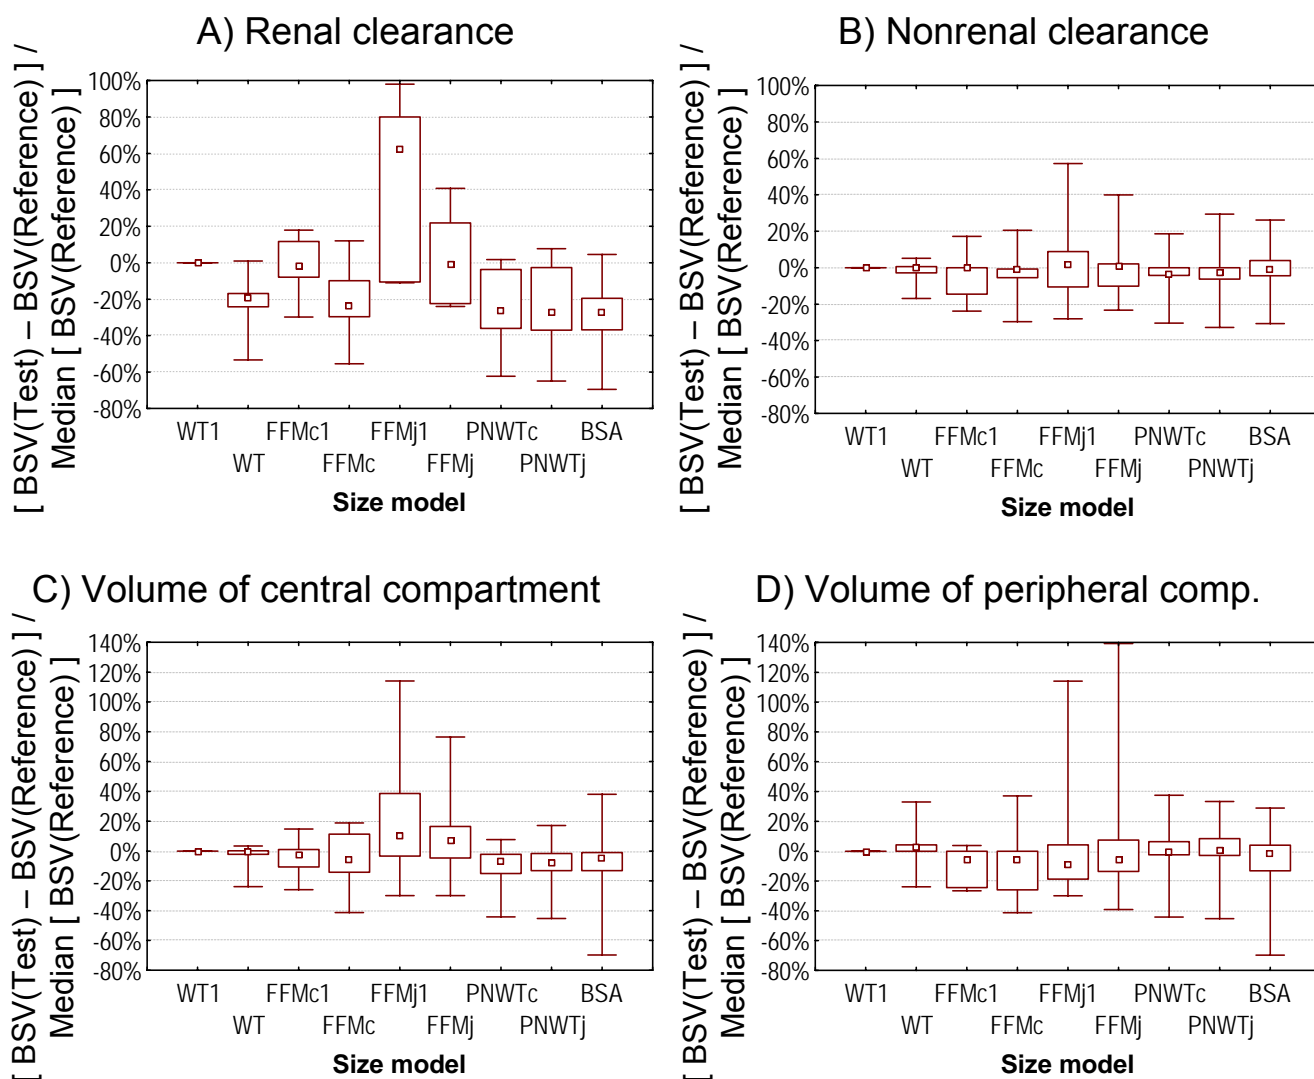 A) Renal clearance
[ BSV(Test) – BSV(Reference) ] /
Median [ BSV(Reference) ]
100%
80%
60%
40%
20%
0%
-20%
-40%
-60%
-80%
WT1 FFMc1 FFMj1 PNWTc BSA
WT FFMc FFMj PNWTj
Size model
B) Nonrenal clearance
[ BSV(Test) – BSV(Reference) ] /
Median [ BSV(Reference) ]
100%
80%
60%
40%
20%
0%
-20%
-40%
-60%
-80%
WT1 FFMc1 FFMj1 PNWTc BSA
WT FFMc FFMj PNWTj
Size model
C) Volume of central compartment
[ BSV(Test) – BSV(Reference) ] /
Median [ BSV(Reference) ]
140%
120%
100%
80%
60%
40%
20%
0%
-20%
-40%
-60%
-80%
WT1 FFMc1 FFMj1 PNWTc BSA
WT FFMc FFMj PNWTj
Size model
D) Volume of peripheral comp.
[ BSV(Test) – BSV(Reference) ] /
Median [ BSV(Reference) ]
140%
120%
100%
80%
60%
40%
20%
0%
-20%
-40%
-60%
-80%
WT1 FFMc1 FFMj1 PNWTc BSA
WT FFMc FFMj PNWTj
Size model